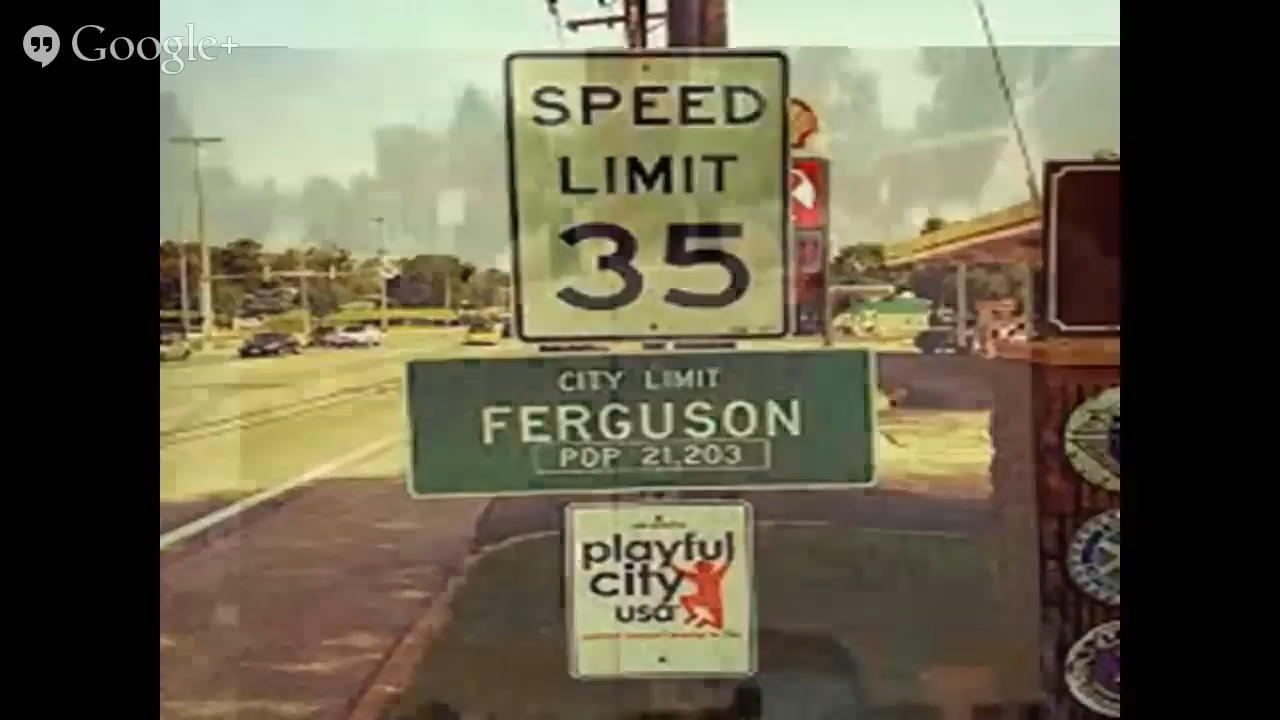 Google+
SPEED
LIMIT
35
CITY LIMIT
FERGUSON
POP 21,203
playful
city
usa